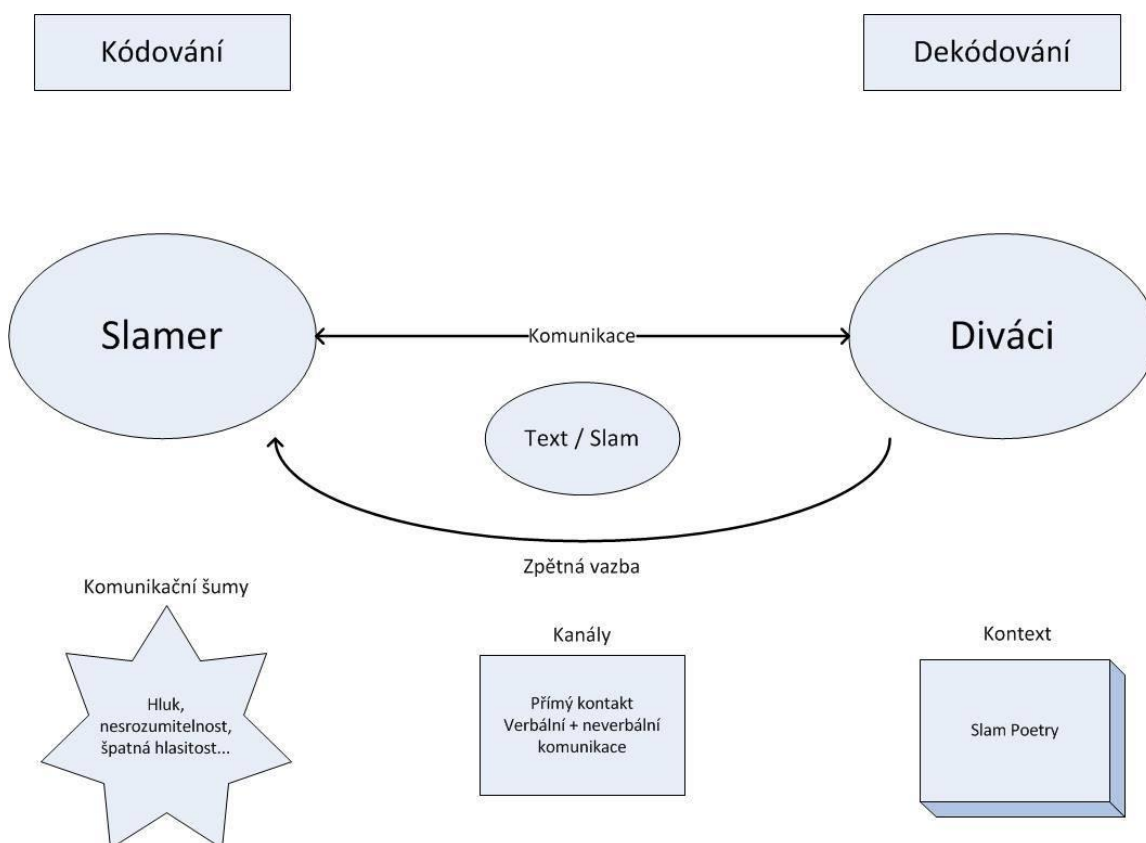 Kódování
Dekódování
Slamer
Komunikace
Diváci
Text / Slam
Zpětná vazba
Komunikační šumy
Hluk,
nesrozumitelnost,
špatná hlasitost...
Kanály
Přímý kontakt
Verbální + neverbální
komunikace
Kontext
Slam Poetry